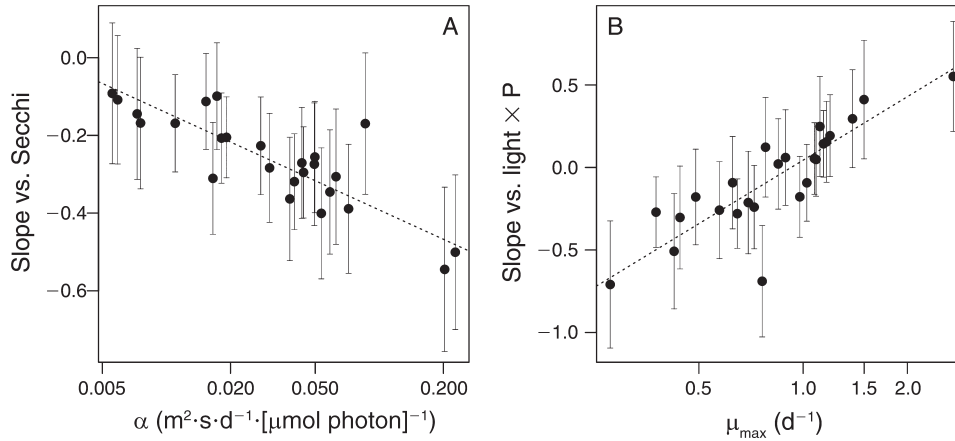 A
Slope vs. Secchi
0.0
−0.2
−0.4
−0.6
0.005
0.020
0.050
0.200
α (m²·s·d⁻¹·[μmol photon]⁻¹)
B
Slope vs. light × P
0.5
0.0
−0.5
−1.0
0.5
1.0
1.5
2.0
μmax (d⁻¹)